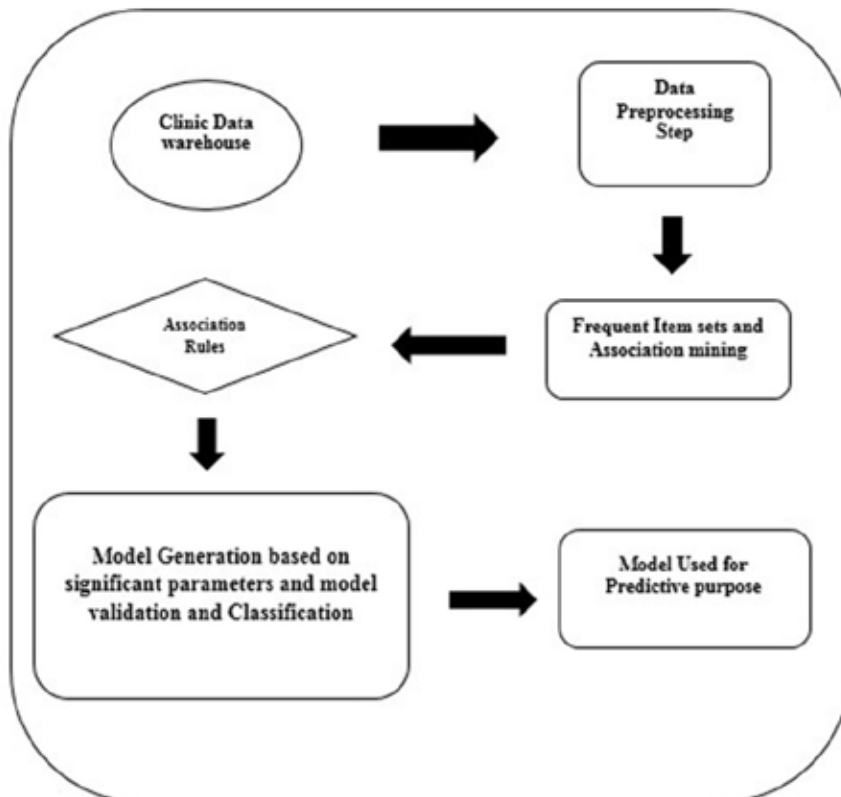 Clinic Data
warehouse
Data
Preprocessing
Step
Frequent Item sets and
Association mining
Association
Rules
Model Generation based on
significant parameters and model
validation and Classification
Model Used for
Predictive purpose